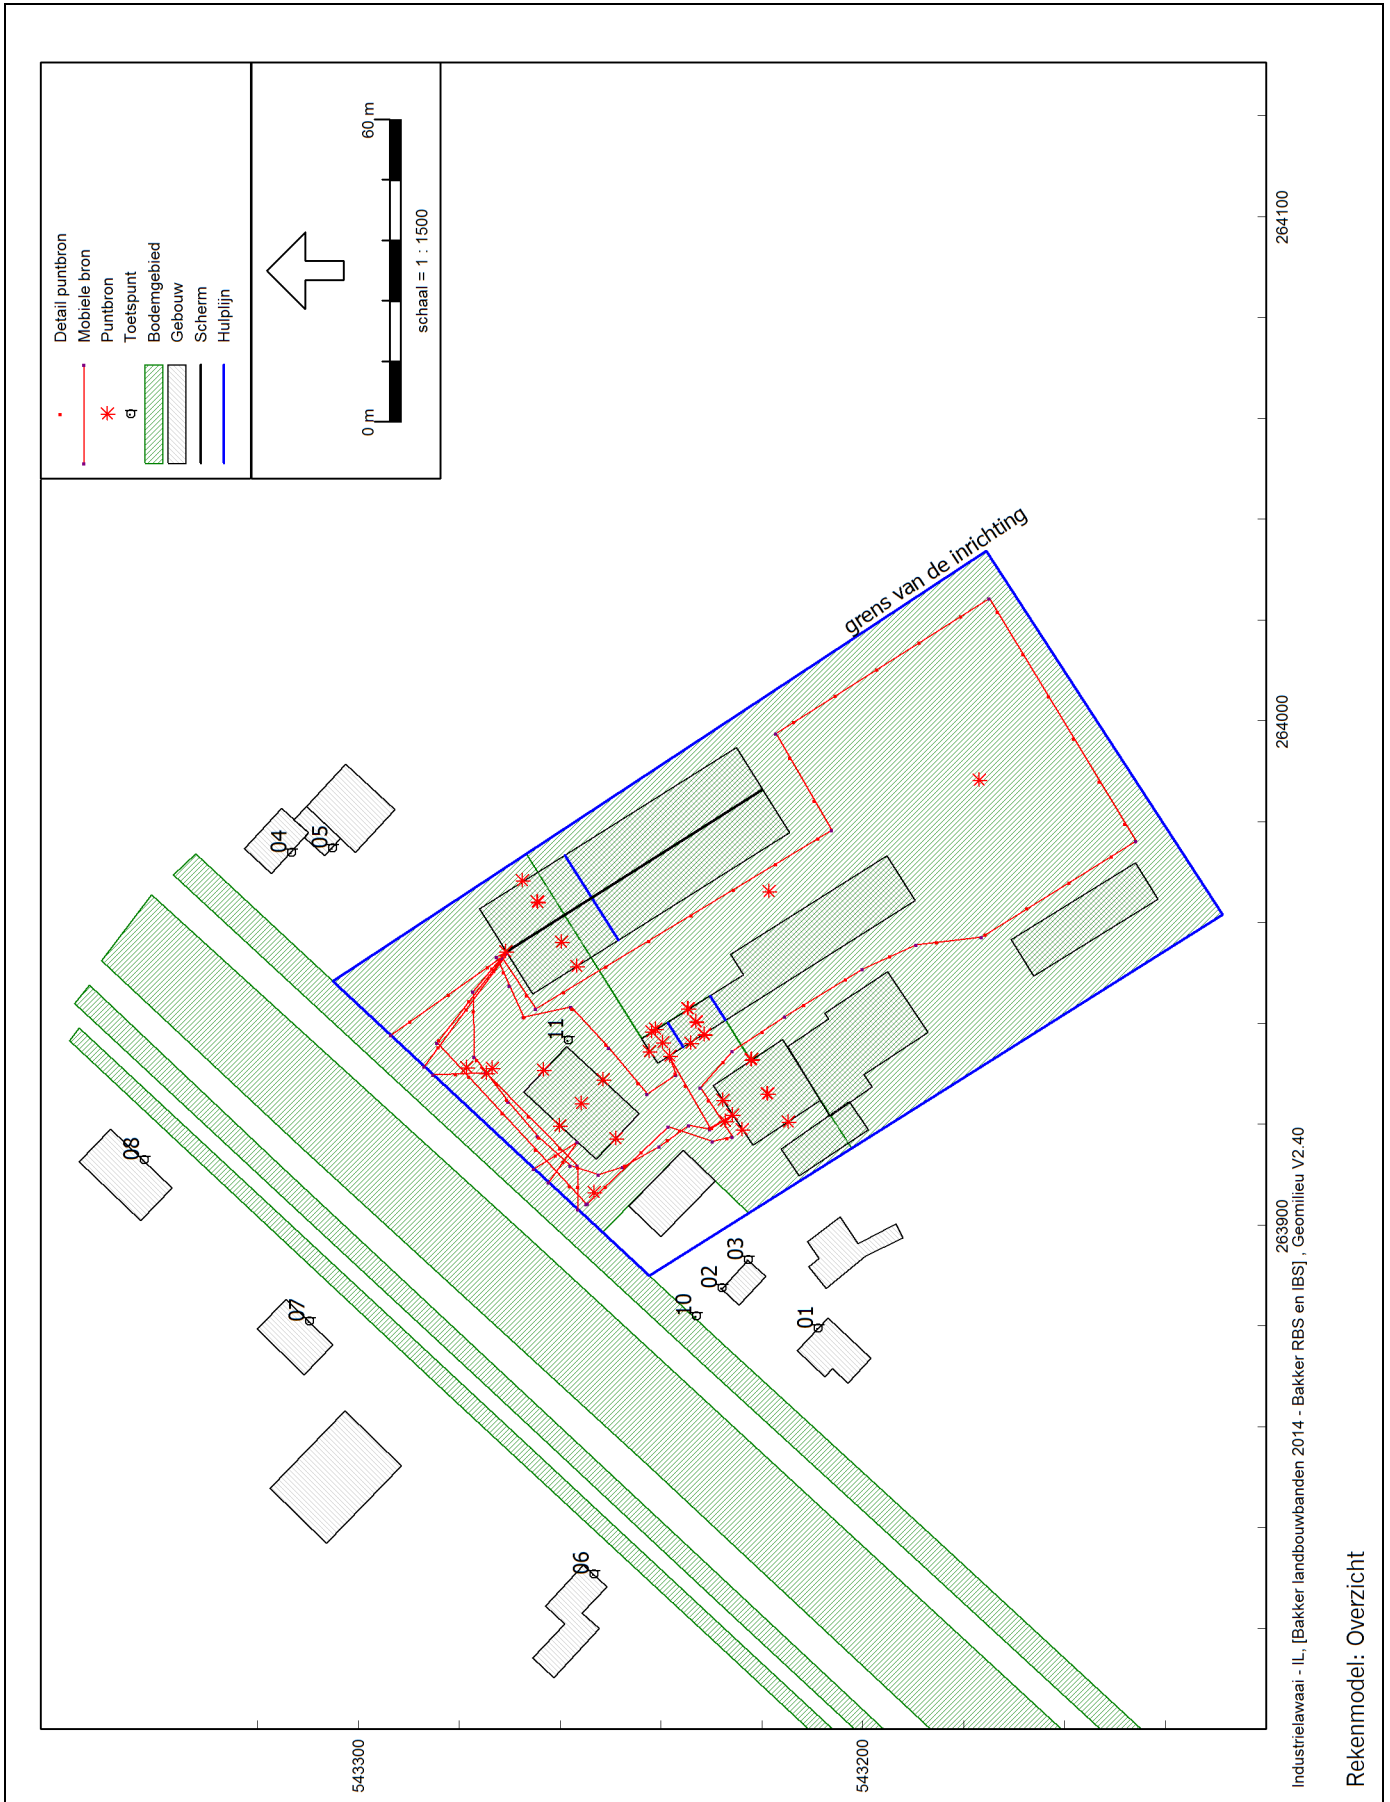 Detail puntbron
Mobiele bron
Puntbron
Toetspunt
Bodemgebied
Gebouw
Scherm
Hulplijn
0 m
60 m
schaal = 1 : 1500
08
07
06
04
05
11
10
02
03
01
grens van de inrichting
543300
543200
263900
264000
264100
Industrielawaai - IL, [Bakker landbouwbanden 2014 - Bakker RBS en IBS] , Geomilieu V2.40
Rekenmodel: Overzicht